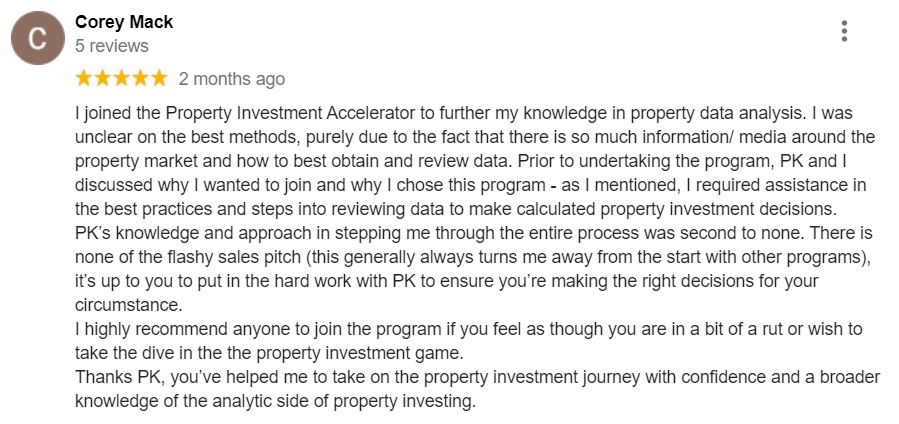 C
Corey Mack
5 reviews
2 months ago
I joined the Property Investment Accelerator to further my knowledge in property data analysis. I was
unclear on the best methods, purely due to the fact that there is so much information/ media around the
property market and how to best obtain and review data. Prior to undertaking the program, PK and I
discussed why I wanted to join and why I chose this program - as I mentioned, I required assistance in
the best practices and steps into reviewing data to make calculated property investment decisions.
PK’s knowledge and approach in stepping me through the entire process was second to none. There is
none of the flashy sales pitch (this generally always turns me away from the start with other programs),
it’s up to you to put in the hard work with PK to ensure you’re making the right decisions for your
circumstance.
I highly recommend anyone to join the program if you feel as though you are in a bit of a rut or wish to
take the dive in the the property investment game.
Thanks PK, you’ve helped me to take on the property investment journey with confidence and a broader
knowledge of the analytic side of property investing.